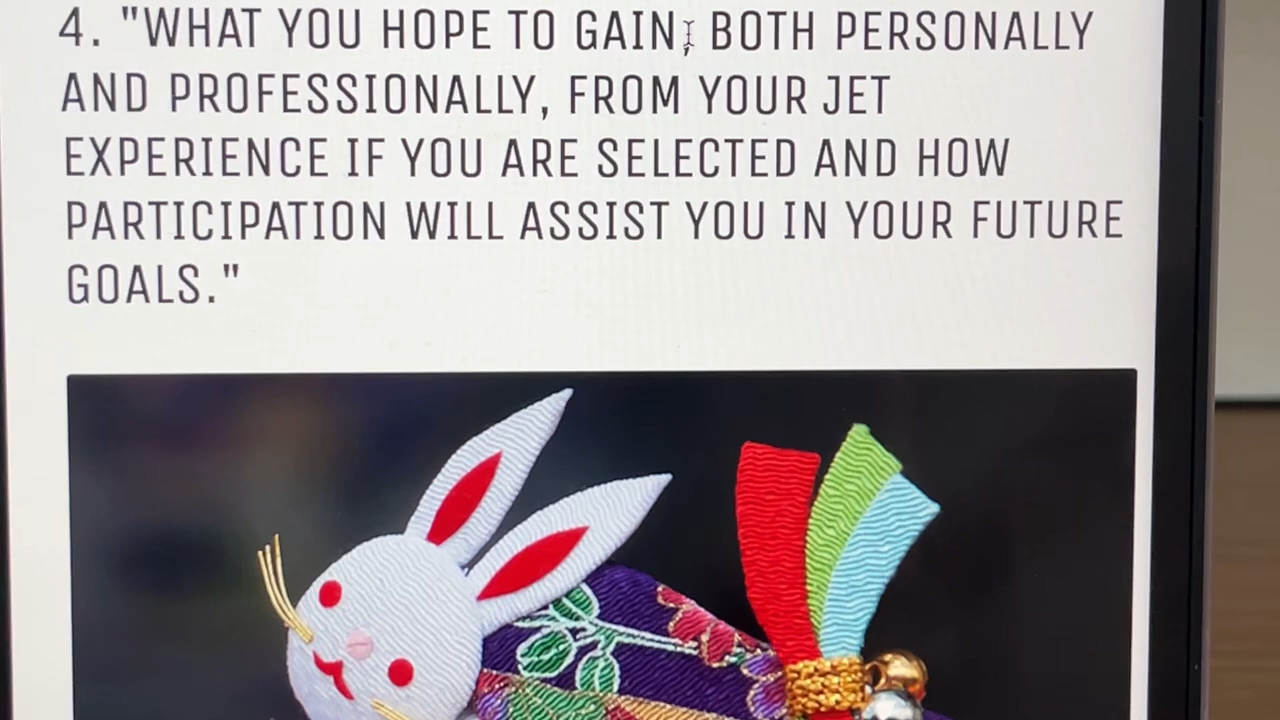 4. "WHAT YOU HOPE TO GAIN, BOTH PERSONALLY
AND PROFESSIONALLY, FROM YOUR JET
EXPERIENCE IF YOU ARE SELECTED AND HOW
PARTICIPATION WILL ASSIST YOU IN YOUR FUTURE
GOALS."